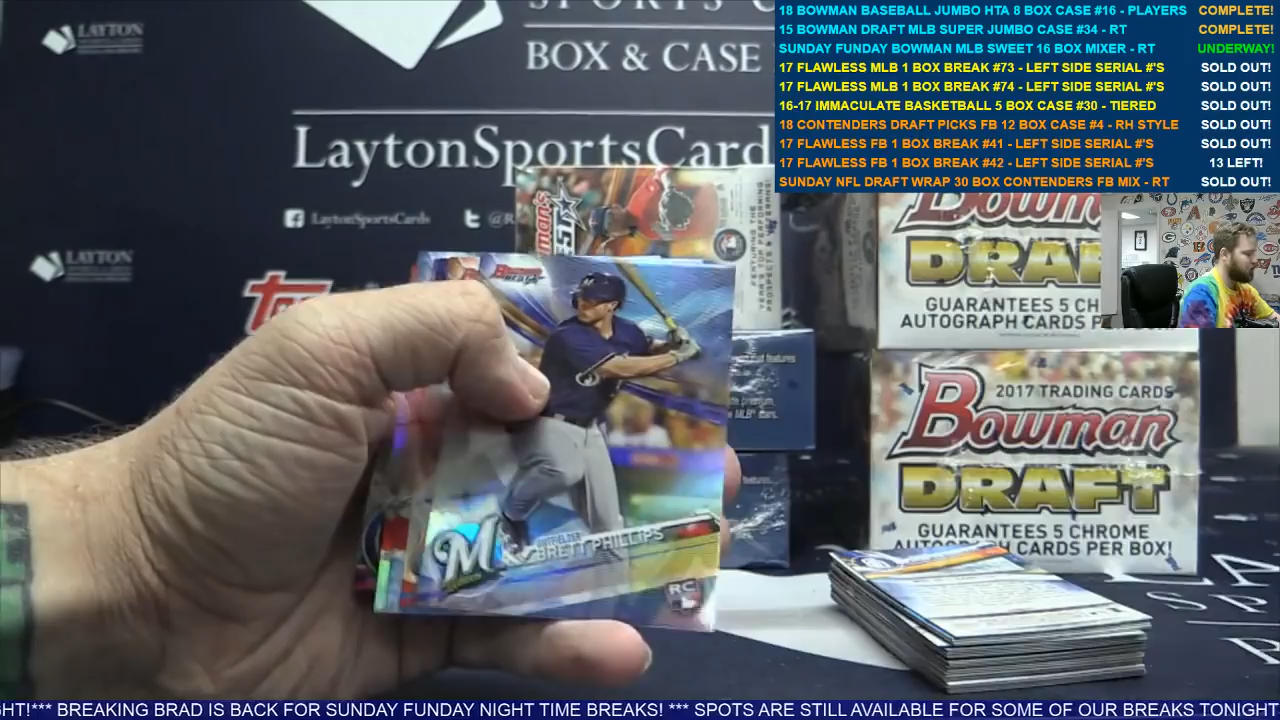 18 BOWMAN BASEBALL JUMBO HTA 8 BOX CASE #16 - PLAYERS COMPLETE!
15 BOWMAN DRAFT MLB SUPER JUMBO CASE #34 - RT COMPLETE!
SUNDAY FUNDAY BOWMAN MLB SWEET 16 BOX MIXER - RT UNDERWAY!
17 FLAWLESS MLB 1 BOX BREAK #73 - LEFT SIDE SERIAL #'S SOLD OUT!
17 FLAWLESS MLB 1 BOX BREAK #74 - LEFT SIDE SERIAL #'S SOLD OUT!
16-17 IMMACULATE BASKETBALL 5 BOX CASE #30 - TIERED SOLD OUT!
18 CONTENDERS DRAFT PICKS FB 12 BOX CASE #4 - RH STYLE SOLD OUT!
17 FLAWLESS FB 1 BOX BREAK #41 - LEFT SIDE SERIAL #'S SOLD OUT!
17 FLAWLESS FB 1 BOX BREAK #42 - LEFT SIDE SERIAL #'S 13 LEFT!
SUNDAY NFL DRAFT WRAP 30 BOX CONTENDERS FB MIX - RT SOLD OUT!
LAYTON
BOX & CASE
LaytonSportsCard
LaytonSportsCards
@R
LAYTON
Bowman
DRA
GUARANTEES 5 CH
AUTOGRAPH CARDS P
2017 TRADING CARDS
Bowman
DRAFT
GUARANTEES 5 CHROME
AUTOGRAPH CARDS PER BOX!
M
OUTFIELDER
BRETT PHILLIPS
RC
HT!*** BREAKING BRAD IS BACK FOR SUNDAY FUNDAY NIGHT TIME BREAKS! *** SPOTS ARE STILL AVAILABLE FOR SOME OF OUR BREAKS TONIGHT